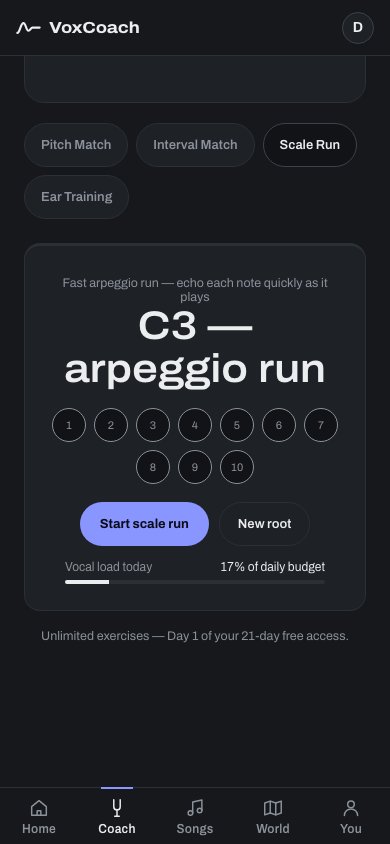 VoxCoach
D
Pitch Match
Interval Match
Scale Run
Ear Training
Fast arpeggio run — echo each note quickly as it
plays
C3 —
arpeggio run
1 2 3 4 5 6 7
8 9 10
Start scale run
New root
Vocal load today
17% of daily budget
Unlimited exercises — Day 1 of your 21-day free access.
Home
Coach
Songs
World
You